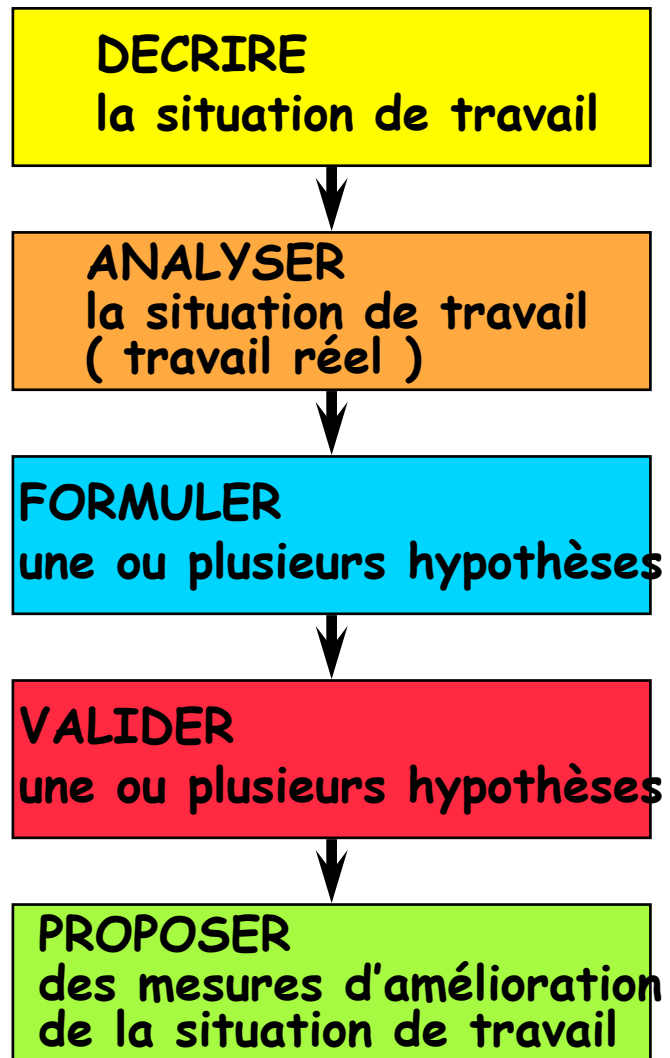 DECRIRE
la situation de travail
ANALYSER
la situation de travail
( travail réel )
FORMULER
une ou plusieurs hypothèses
VALIDER
une ou plusieurs hypothèses
PROPOSER
des mesures d'amélioration
de la situation de travail